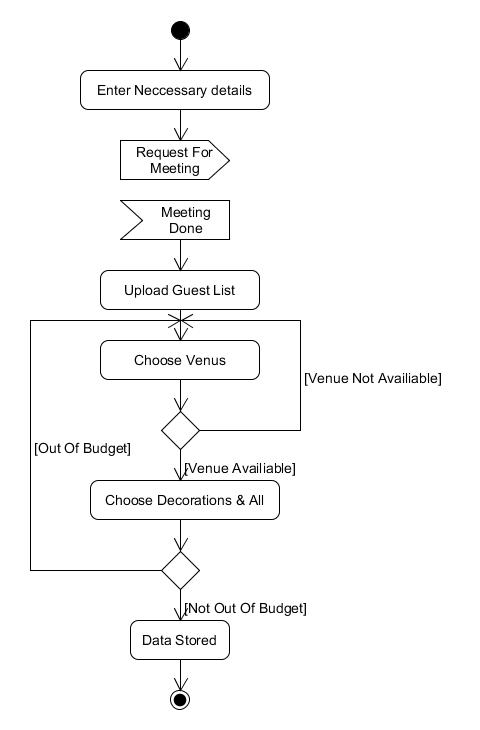 Enter Neccessary details
Request For
Meeting
Meeting
Done
Upload Guest List
Choose Venus
[Venue Not Availiable]
[Out Of Budget]
[Venue Availiable]
Choose Decorations & All
[Not Out Of Budget]
Data Stored